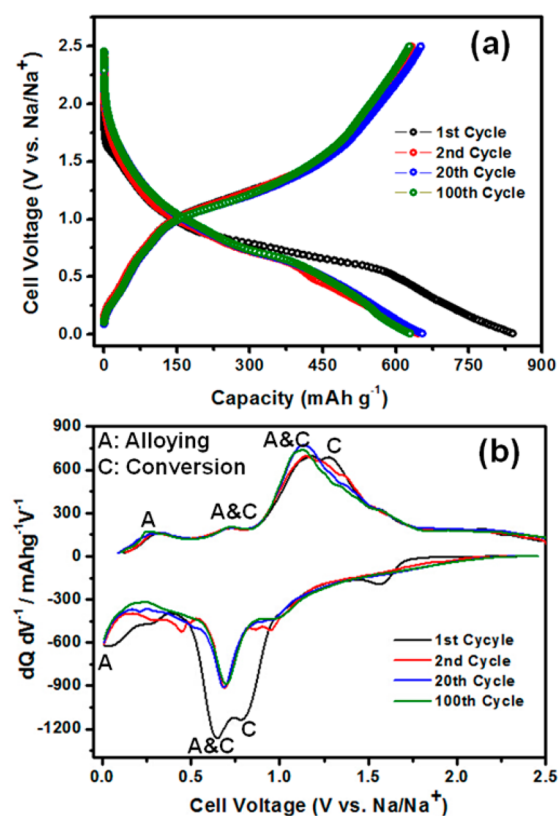 (a)
2.5
2.0
1.5
1.0
0.5
0.0
Cell Voltage (V vs. Na/Na+)
1st Cycle
2nd Cycle
20th Cycle
100th Cycle
0 150 300 450 600 750 900
Capacity (mAh g-1)
(b)
A: Alloying
C: Conversion
A&C
C
A
A&C
900
600
300
0
-300
-600
-900
-1200
dQ dV-1 / mAhg-1V-1
1st Cycyle
2nd Cycle
20th Cycle
100th Cycle
A
C
A&C
0.0 0.5 1.0 1.5 2.0 2.5
Cell Voltage (V vs. Na/Na+)